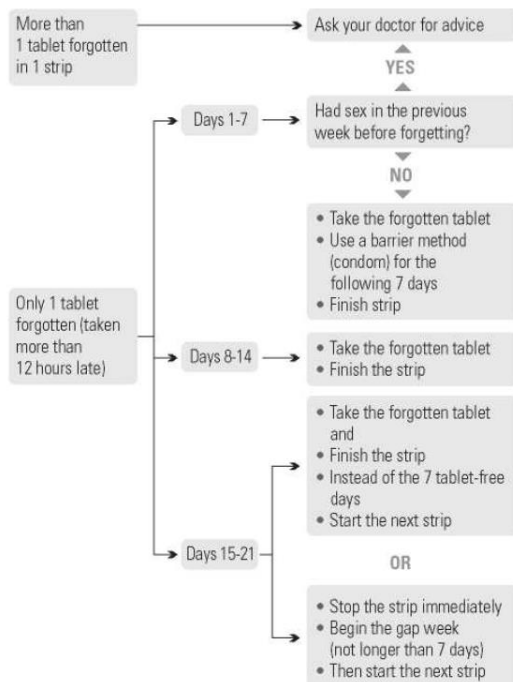 More than
1 tablet forgotten
in 1 strip
Ask your doctor for advice
YES
Days 1-7
Had sex in the previous
week before forgetting?
NO
• Take the forgotten tablet
• Use a barrier method
(condom) for the
following 7 days
• Finish strip
Only 1 tablet
forgotten (taken
more than
12 hours late)
Days 8-14
• Take the forgotten tablet
• Finish the strip
Days 15-21
• Take the forgotten tablet
and
• Finish the strip
• Instead of the 7 tablet-free
days
• Start the next strip
OR
• Stop the strip immediately
• Begin the gap week
(not longer than 7 days)
• Then start the next strip